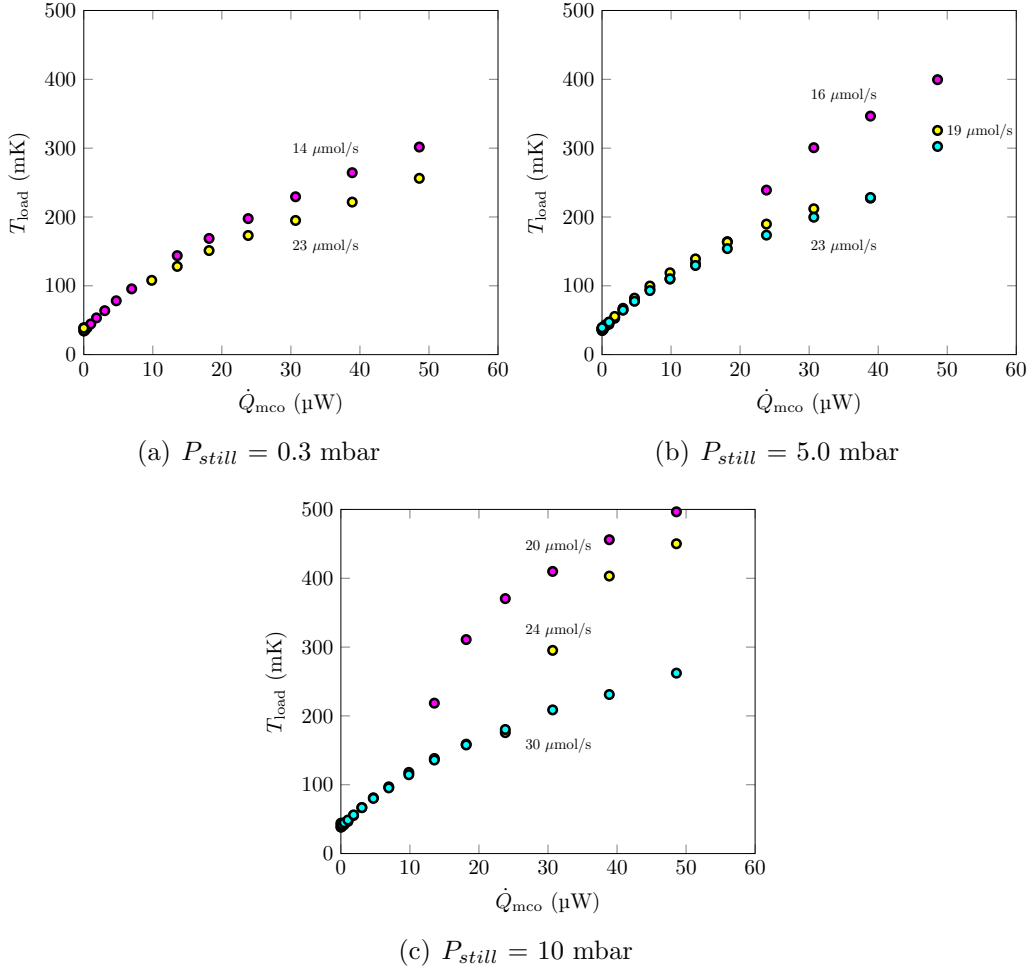 500
400
300
200
100
0
T_load (mK)
14 μmol/s
23 μmol/s
0 10 20 30 40 50 60
Q̇_mco (µW)
(a) P_still = 0.3 mbar
500
400
300
200
100
0
T_load (mK)
16 μmol/s
19 μmol/s
23 μmol/s
0 10 20 30 40 50 60
Q̇_mco (µW)
(b) P_still = 5.0 mbar
500
400
300
200
100
0
T_load (mK)
20 μmol/s
24 μmol/s
30 μmol/s
0 10 20 30 40 50 60
Q̇_mco (µW)
(c) P_still = 10 mbar